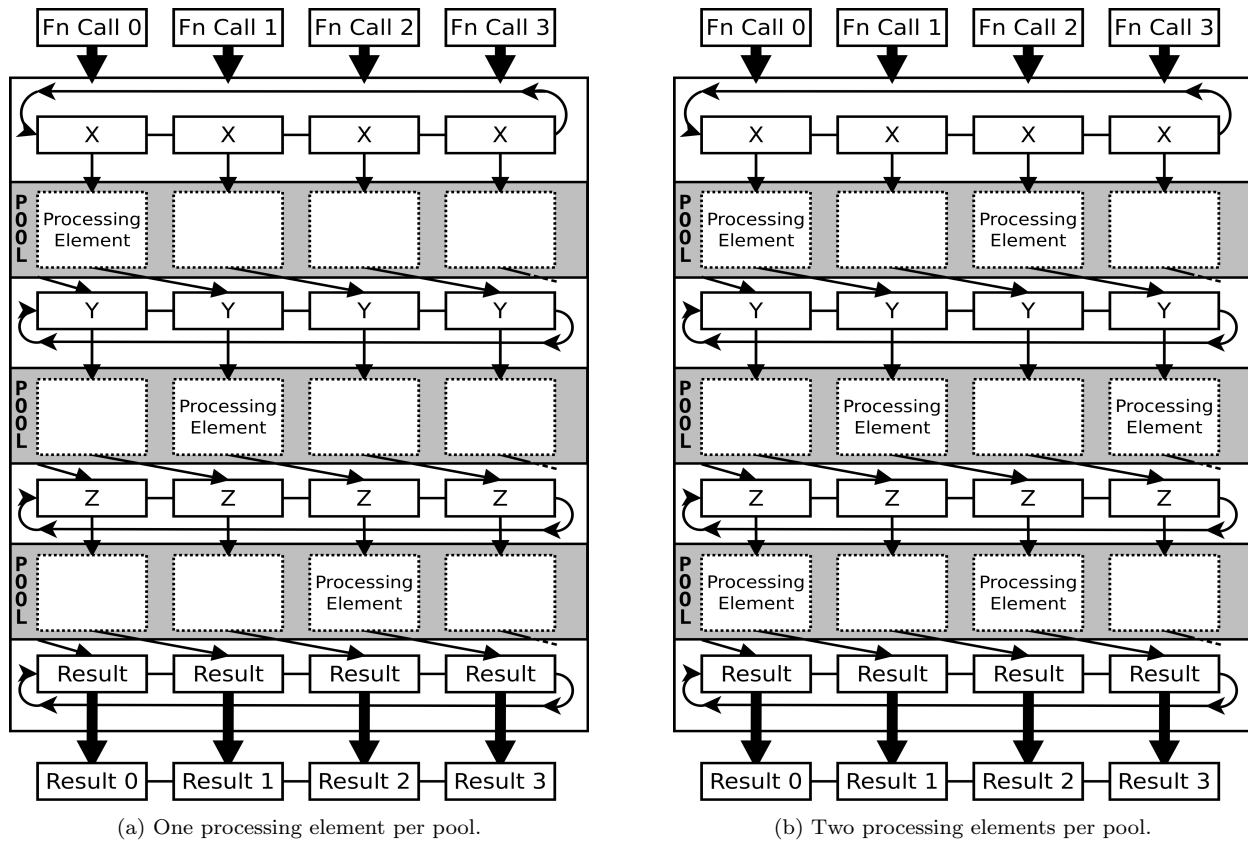 Fn Call 0 Fn Call 1 Fn Call 2 Fn Call 3
X X X X
POOL
Processing
Element
Y Y Y Y
POOL
Processing
Element
Z Z Z Z
POOL
Processing
Element
Result Result Result Result
Result 0 Result 1 Result 2 Result 3
(a) One processing element per pool.
Fn Call 0 Fn Call 1 Fn Call 2 Fn Call 3
X X X X
POOL
Processing Processing
Element Element
Y Y Y Y
POOL
Processing Processing
Element Element
Z Z Z Z
POOL
Processing Processing
Element Element
Result Result Result Result
Result 0 Result 1 Result 2 Result 3
(b) Two processing elements per pool.